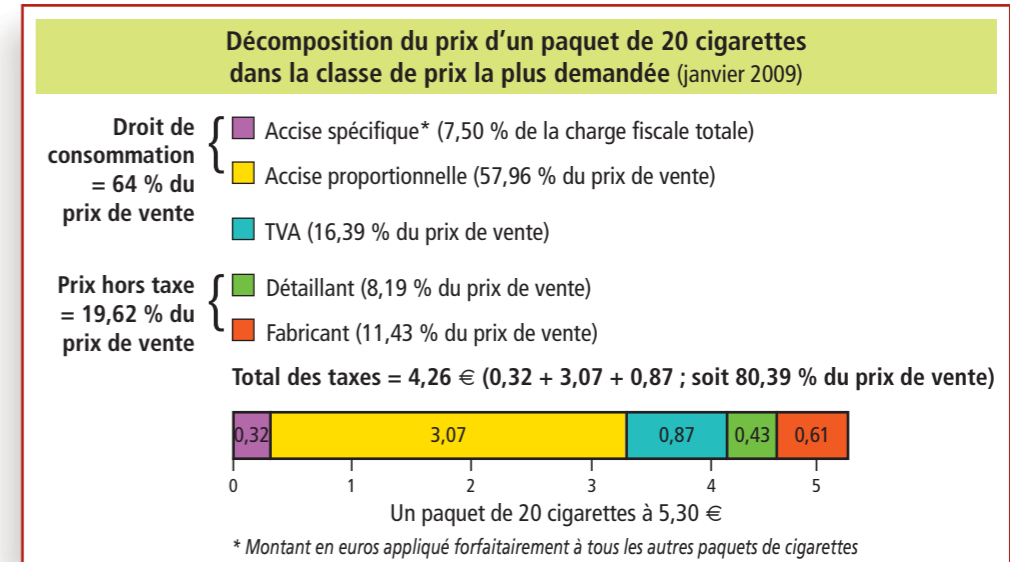 Décomposition du prix d'un paquet de 20 cigarettes
dans la classe de prix la plus demandée (janvier 2009)
Droit de
consommation
= 64 % du
prix de vente
Accise spécifique* (7,50 % de la charge fiscale totale)
Accise proportionnelle (57,96 % du prix de vente)
TVA (16,39 % du prix de vente)
Prix hors taxe
= 19,62 % du
prix de vente
Détaillant (8,19 % du prix de vente)
Fabricant (11,43 % du prix de vente)
Total des taxes = 4,26 € (0,32 + 3,07 + 0,87 ; soit 80,39 % du prix de vente)
0,32 3,07 0,87 0,43 0,61
0 1 2 3 4 5
Un paquet de 20 cigarettes à 5,30 €
* Montant en euros appliqué forfaitairement à tous les autres paquets de cigarettes